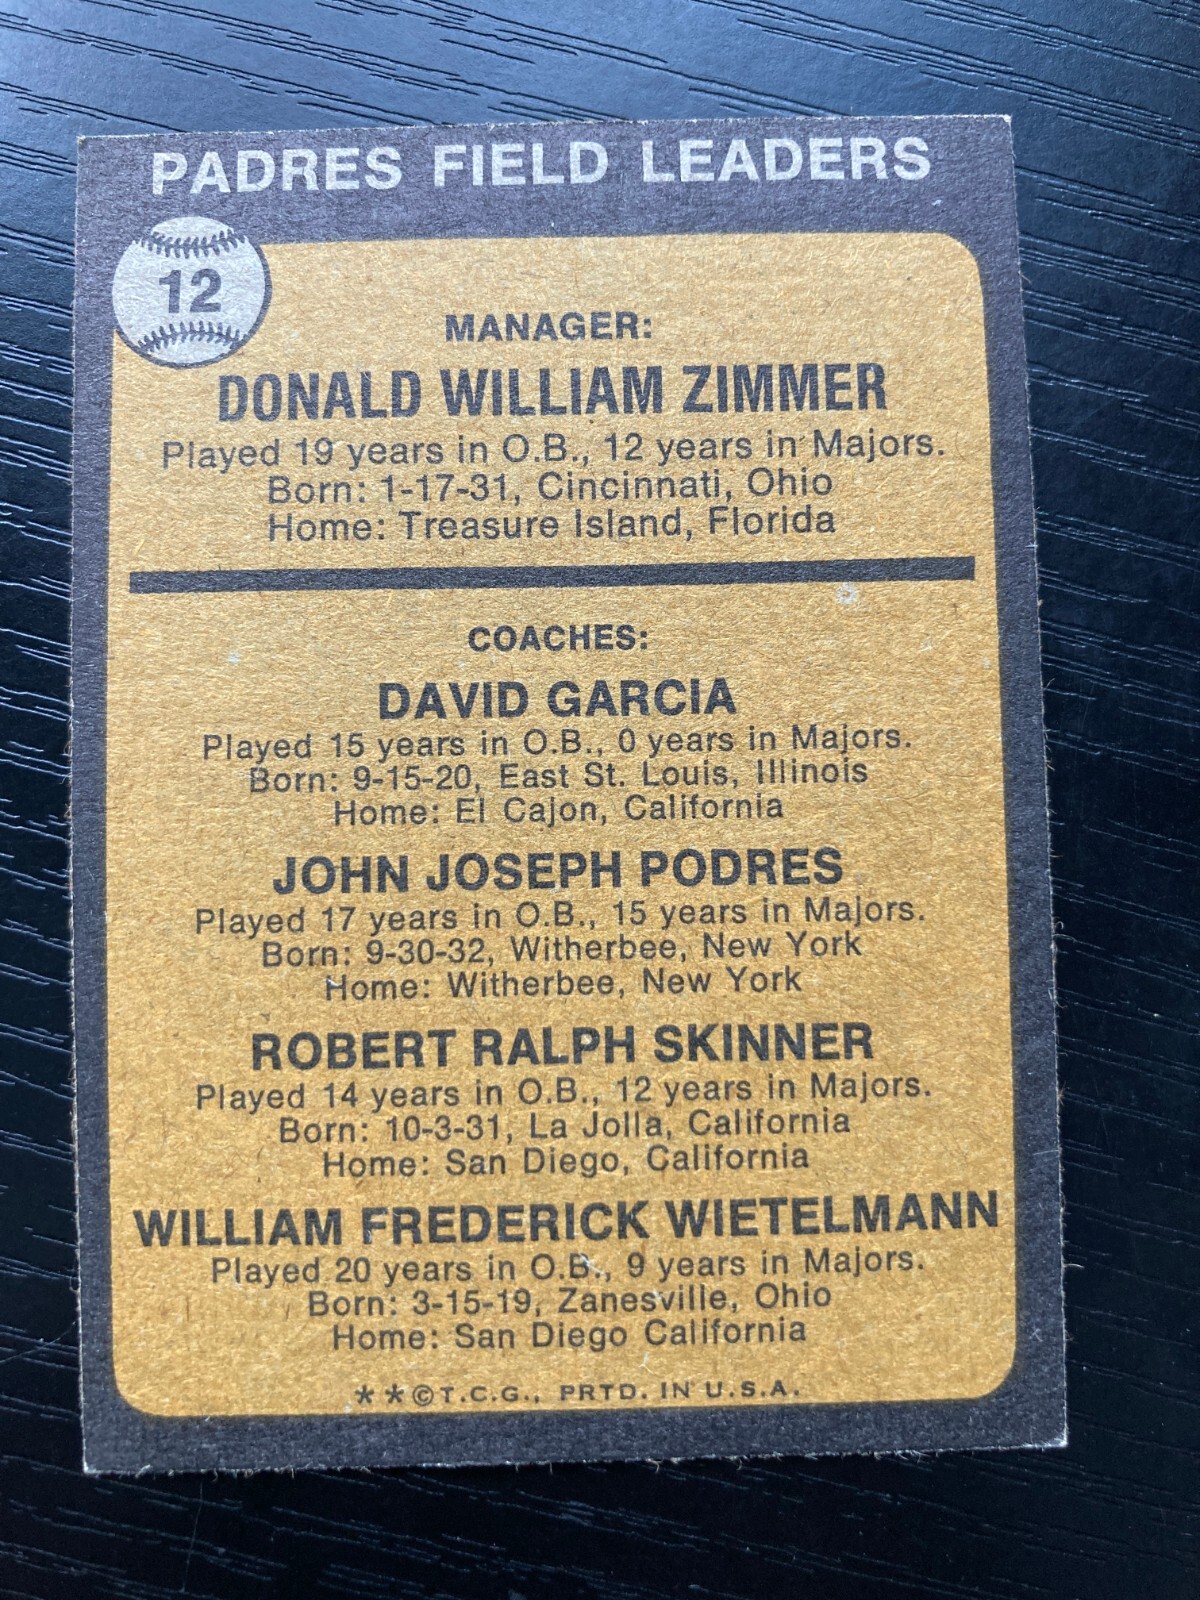 PADRES FIELD LEADERS
12
MANAGER:
DONALD WILLIAM ZIMMER
Played 19 years in O.B., 12 years in Majors.
Born: 1-17-31, Cincinnati, Ohio
Home: Treasure Island, Florida
COACHES:
DAVID GARCIA
Played 15 years in O.B., 0 years in Majors.
Born: 9-15-20, East St. Louis, Illinois
Home: El Cajon, California
JOHN JOSEPH PODRES
Played 17 years in O.B., 15 years in Majors.
Born: 9-30-32, Witherbee, New York
Home: Witherbee, New York
ROBERT RALPH SKINNER
Played 14 years in O.B., 12 years in Majors.
Born: 10-3-31, La Jolla, California
Home: San Diego, California
WILLIAM FREDERICK WIETELMANN
Played 20 years in O.B., 9 years in Majors.
Born: 3-15-19, Zanesville, Ohio
Home: San Diego California
**©T.C.G., PRTD. IN U.S.A.